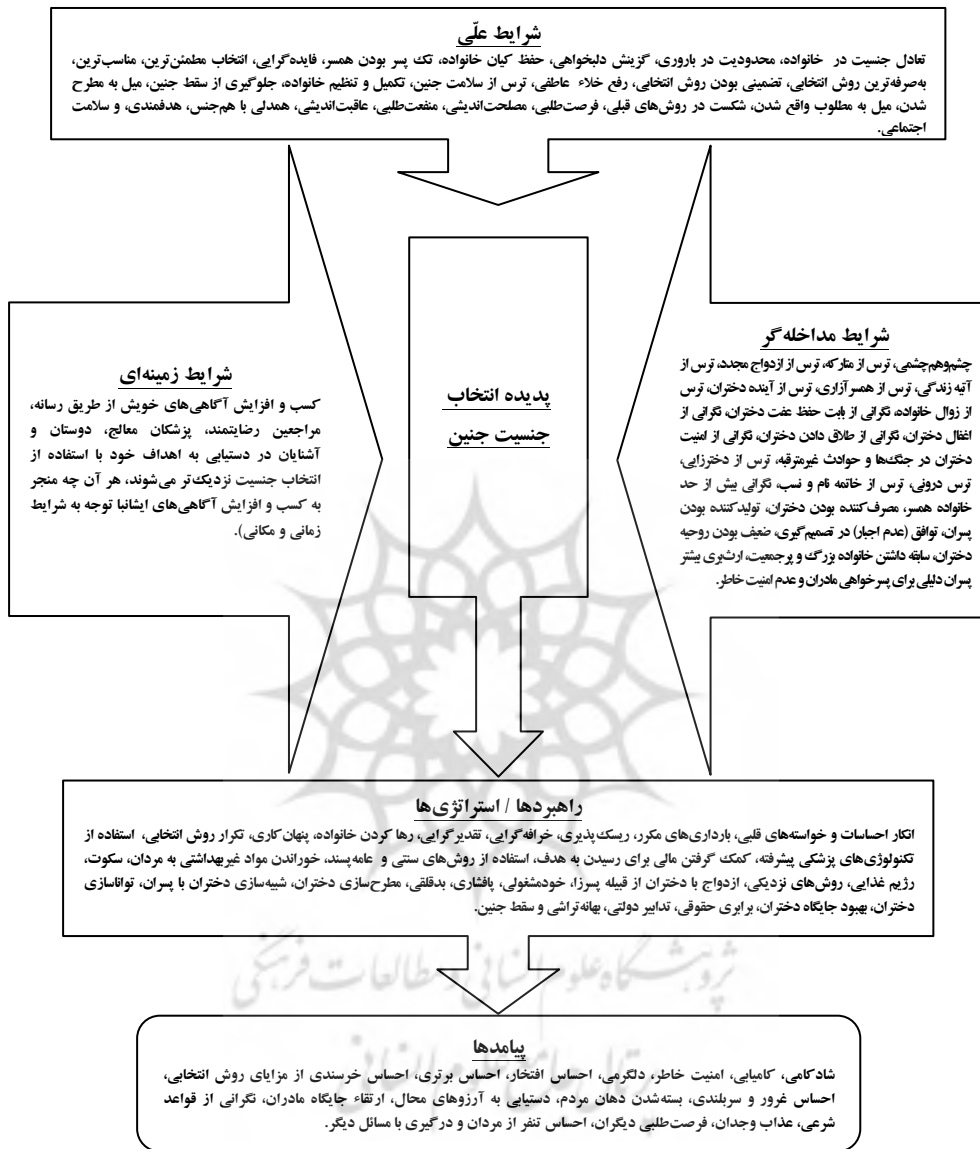 شرایط علّی
تعادل جنسیت در خانواده، محدودیت در باروری، گزینش دلبخواهی، حفظ کیان خانواده، تک پسر بودن همسر، فایده‌گرایی، انتخاب مطمئن‌ترین، مناسب‌ترین،
به‌صرفه‌ترین روش انتخابی، تضمینی بودن روش انتخابی، رفع خلاء عاطفی، ترس از سلامت جنین، تکمیل و تنظیم خانواده، جلوگیری از سقط جنین، میل به مطرح
شدن، میل به مطلوب واقع شدن، شکست در روش‌های قبلی، فرصت‌طلبی، مصلحت‌اندیشی، منفعت‌طلبی، عاقبت‌اندیشی، همدلی با هم‌جنس، هدفمندی، و سلامت
اجتماعی.
شرایط مداخله‌گر
چشم‌وهم‌چشمی، ترس از متارکه، ترس از ازدواج مجدد، ترس از
آتیه زندگی، ترس از همسرآزاری، ترس از آینده دختران، ترس
از زوال خانواده، نگرانی از بابت حفظ عفت دختران، نگرانی از
اغفال دختران، نگرانی از طلاق دادن دختران، نگرانی از امنیت
دختران در جنگ‌ها و حوادث غیرمترقبه، ترس از دخترزایی،
ترس درونی، ترس از خاتمه نام و نسب، نگرانی بیش از حد
خانواده همسر، مصرف‌کننده بودن دختران، تولیدکننده بودن
پسران، توافق (عدم اجبار) در تصمیم‌گیری، ضعیف بودن روحیه
دختران، سابقه داشتن خانواده بزرگ و پرجمعیت، ارث‌بری بیشتر
پسران دلیلی برای پسرخواهی مادران و عدم امنیت خاطر.
پدیده انتخاب
جنسیت جنین
شرایط زمینه‌ای
کسب و افزایش آگاهی‌های خویش از طریق رسانه،
مراجعین رضایتمند، پزشکان معالج، دوستان و
آشنایان در دستیابی به اهداف خود با استفاده از
انتخاب جنسیت نزدیک‌تر می‌شوند، هر آن چه منجر
به کسب و افزایش آگاهی‌های ایشانبا توجه به شرایط
زمانی و مکانی).
راهبردها / استراتژی‌ها
انکار احساسات و خواسته‌های قلبی، بارداری‌های مکرر، ریسک‌پذیری، خرافه‌گرایی، تقدیرگرایی، رها کردن خانواده، پنهان‌کاری، تکرار روش انتخابی، استفاده از
تکنولوژی‌های پزشکی پیشرفته، کمک گرفتن مالی برای رسیدن به هدف، استفاده از روش‌های سنتی و عامه‌پسند، خوراندن مواد غیربهداشتی به مردان، سکوت،
رژیم غذایی، روش‌های نزدیکی، ازدواج با دختران از قبیله پسرزا، خودمشغولی، پافشاری، بدقلقی، مطرح‌سازی دختران، شبیه‌سازی دختران با پسران، تواناسازی
دختران، بهبود جایگاه دختران، برابری حقوقی، تدابیر دولتی، بهانه‌تراشی و سقط جنین.
پژوهشگاه علوم انسانی و مطالعات فرهنگی
پرتال جامع علوم انسانی
پیامدها
شادکامی، کامیابی، امنیت خاطر، دلگرمی، احساس افتخار، احساس برتری، احساس خرسندی از مزایای روش انتخابی،
احساس غرور و سربلندی، بسته‌شدن دهان مردم، دستیابی به آرزوهای محال، ارتقاء جایگاه مادران، نگرانی از قواعد
شرعی، عذاب وجدان، فرصت‌طلبی دیگران، احساس تنفر از مردان و درگیری با مسائل دیگر.